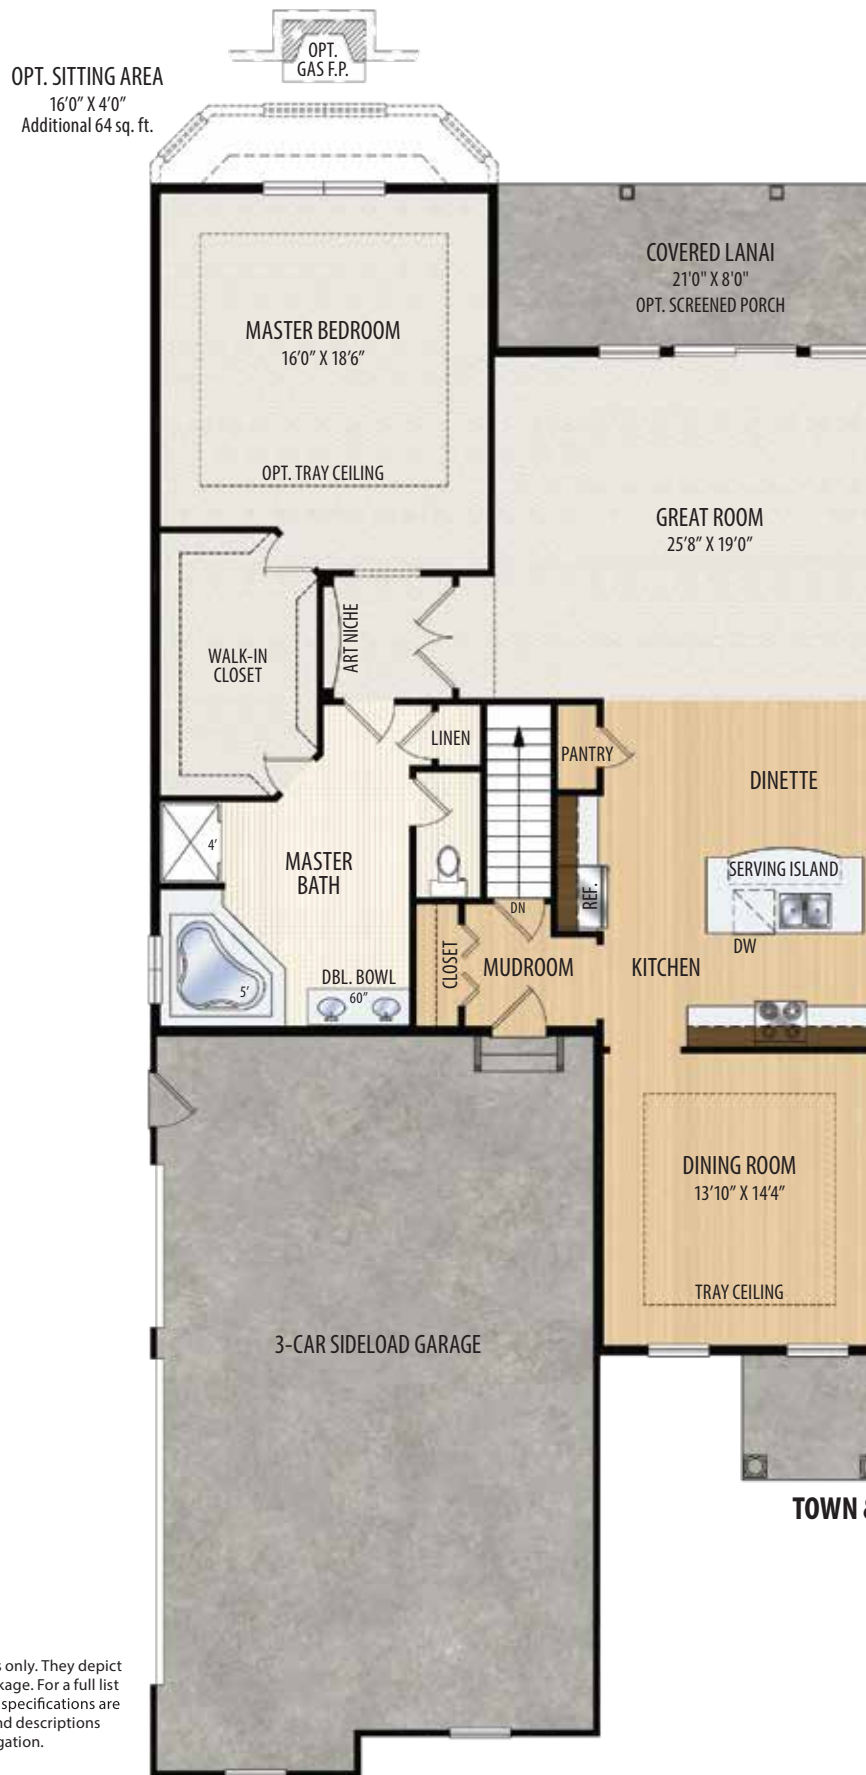 OPT.
GAS F.P.
OPT. SITTING AREA
16'0" X 4'0"
Additional 64 sq. ft.
COVERED LANAI
21'0" X 8'0"
OPT. SCREENED PORCH
MASTER BEDROOM
16'0" X 18'6"
OPT. TRAY CEILING
GREAT ROOM
25'8" X 19'0"
ART NICHE
WALK-IN
CLOSET
LINEN
PANTRY
DINETTE
4'
MASTER
BATH
SERVING ISLAND
REF.
DN
DW
CLOSET
MUDROOM
KITCHEN
DBL. BOWL
60"
5'
DINING ROOM
13'10" X 14'4"
TRAY CEILING
3-CAR SIDELOAD GARAGE
TOWN &
only. They depict
kage. For a full list
specifications are
nd descriptions
gation.